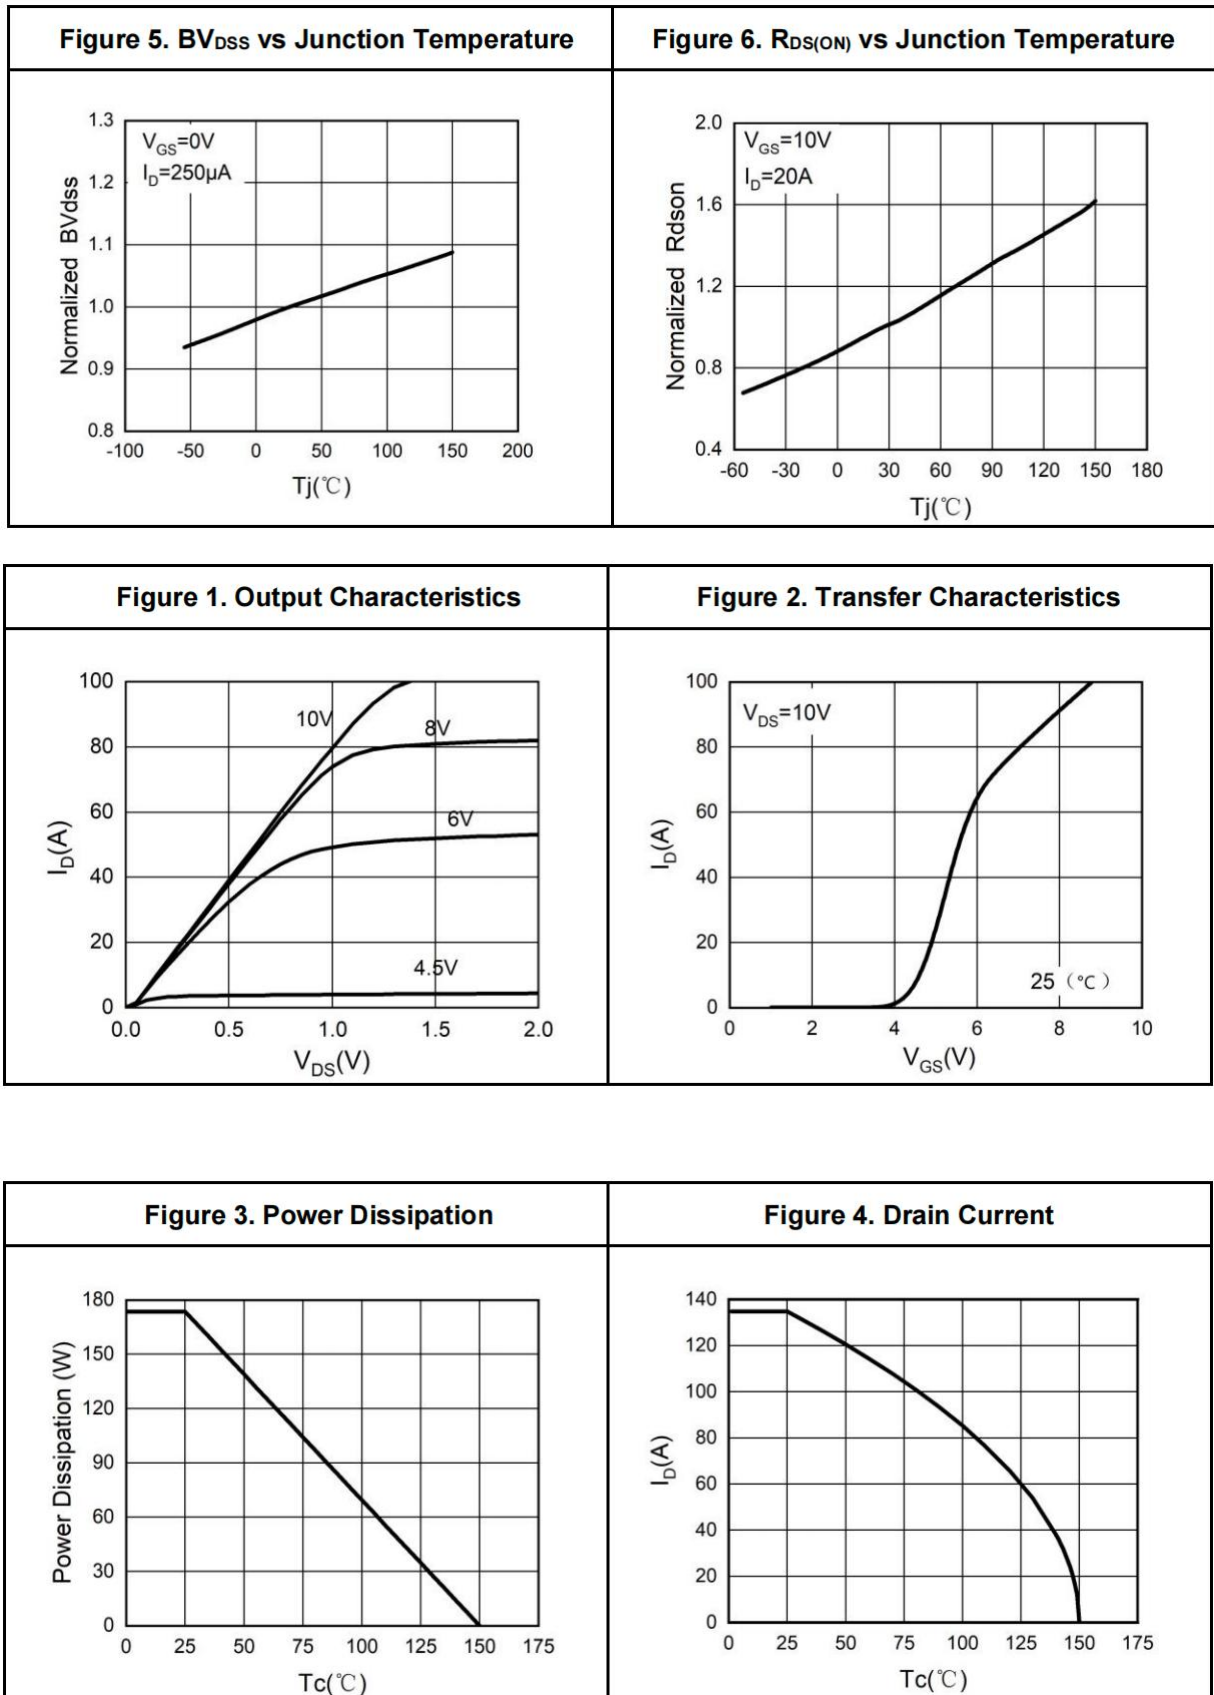 Figure 5. BVDSS vs Junction Temperature
Figure 6. RDS(ON) vs Junction Temperature
VGS=0V
ID=250µA
Normalized BVdss
1.3
1.2
1.1
1.0
0.9
0.8
-100 -50 0 50 100 150 200
Tj(℃)
VGS=10V
ID=20A
Normalized Rdson
2.0
1.6
1.2
0.8
0.4
-60 -30 0 30 60 90 120 150 180
Tj(℃)
Figure 1. Output Characteristics
Figure 2. Transfer Characteristics
ID(A)
100
80
60
40
20
0
10V
8V
6V
4.5V
0.0 0.5 1.0 1.5 2.0
VDS(V)
VDS=10V
ID(A)
100
80
60
40
20
0
25（℃）
0 2 4 6 8 10
VGS(V)
Figure 3. Power Dissipation
Figure 4. Drain Current
Power Dissipation (W)
180
150
120
90
60
30
0
0 25 50 75 100 125 150 175
Tc(℃)
ID(A)
140
120
100
80
60
40
20
0
0 25 50 75 100 125 150 175
Tc(℃)